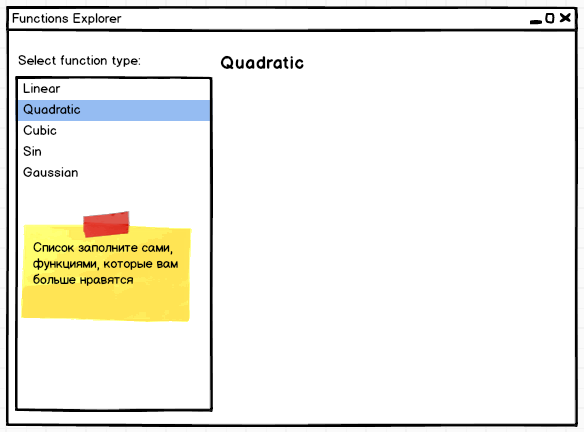 Functions Explorer
Select function type:
Quadratic
Linear
Quadratic
Cubic
Sin
Gaussian
Список заполните сами,
функциями, которые вам
больше нравятся